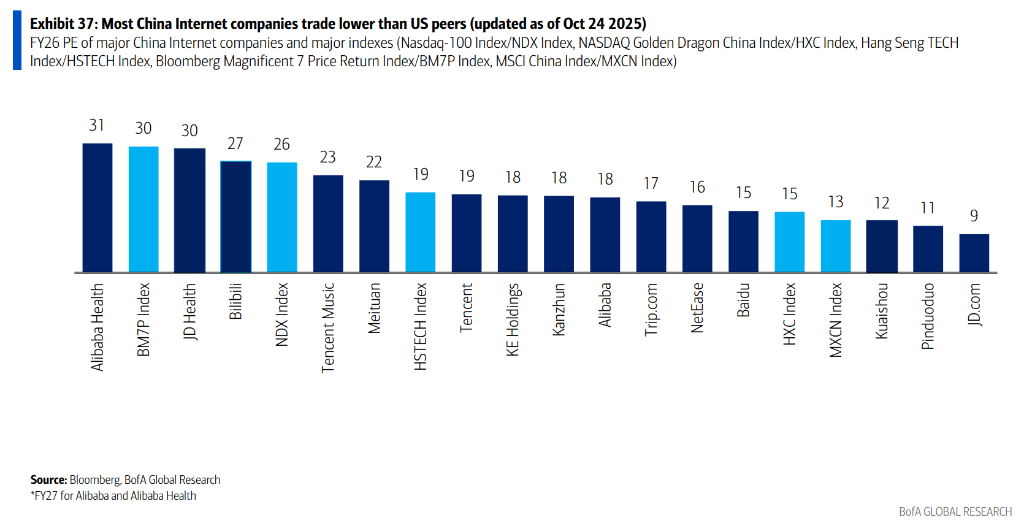 Exhibit 37: Most China Internet companies trade lower than US peers (updated as of Oct 24 2025)
FY26 PE of major China Internet companies and major indexes (Nasdaq-100 Index/NDX Index, NASDAQ Golden Dragon China Index/HXC Index, Hang Seng TECH
Index/HSTECH Index, Bloomberg Magnificent 7 Price Return Index/BM7P Index, MSCI China Index/MXCN Index)
31
30
30
27
26
23
22
19
19
18
18
18
17
16
15
15
13
12
11
9
Alibaba Health
BM7P Index
JD Health
Bilibili
NDX Index
Tencent Music
Meituan
HSTECH Index
Tencent
KE Holdings
Kanzhun
Alibaba
Trip.com
NetEase
Baidu
HXC Index
MXCN Index
Kuaishou
Pinduoduo
JD.com
Source: Bloomberg, BofA Global Research
*FY27 for Alibaba and Alibaba Health
BofA GLOBAL RESEARCH